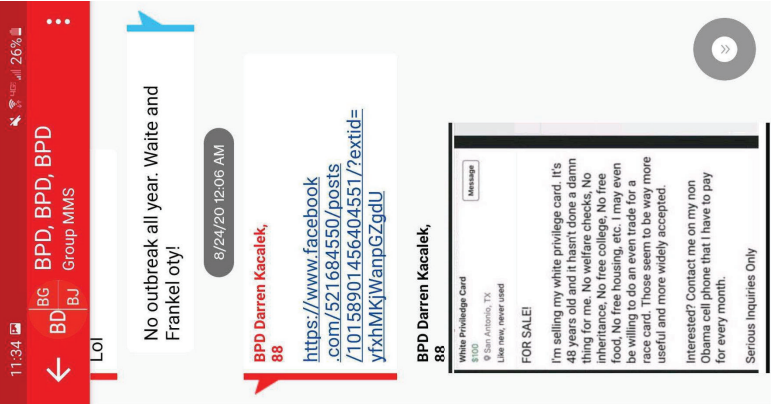 11:34 26%
BD BG BJ
BPD, BPD, BPD
Group MMS
Lol
No outbreak all year. Waite and
Frankel oty!
8/24/20 12:06 AM
BPD Darren Kacalek,
88
https://www.facebook
.com/521684550/posts
/10158901456404551/?extid=
yfxhMKjWanpGZgdU
BPD Darren Kacalek,
88
White Priviledge Card
$100
San Antonio, TX
Like new, never used
Message
FOR SALE!
I'm selling my white privilege card. It's
48 years old and it hasn't done a damn
thing for me. No welfare checks, No
inheritance, No free college, No free
food, No free housing, etc. I may even
be willing to do an even trade for a
race card. Those seem to be way more
useful and more widely accepted.
Interested? Contact me on my non
Obama cell phone that I have to pay
for every month.
Serious Inquiries Only